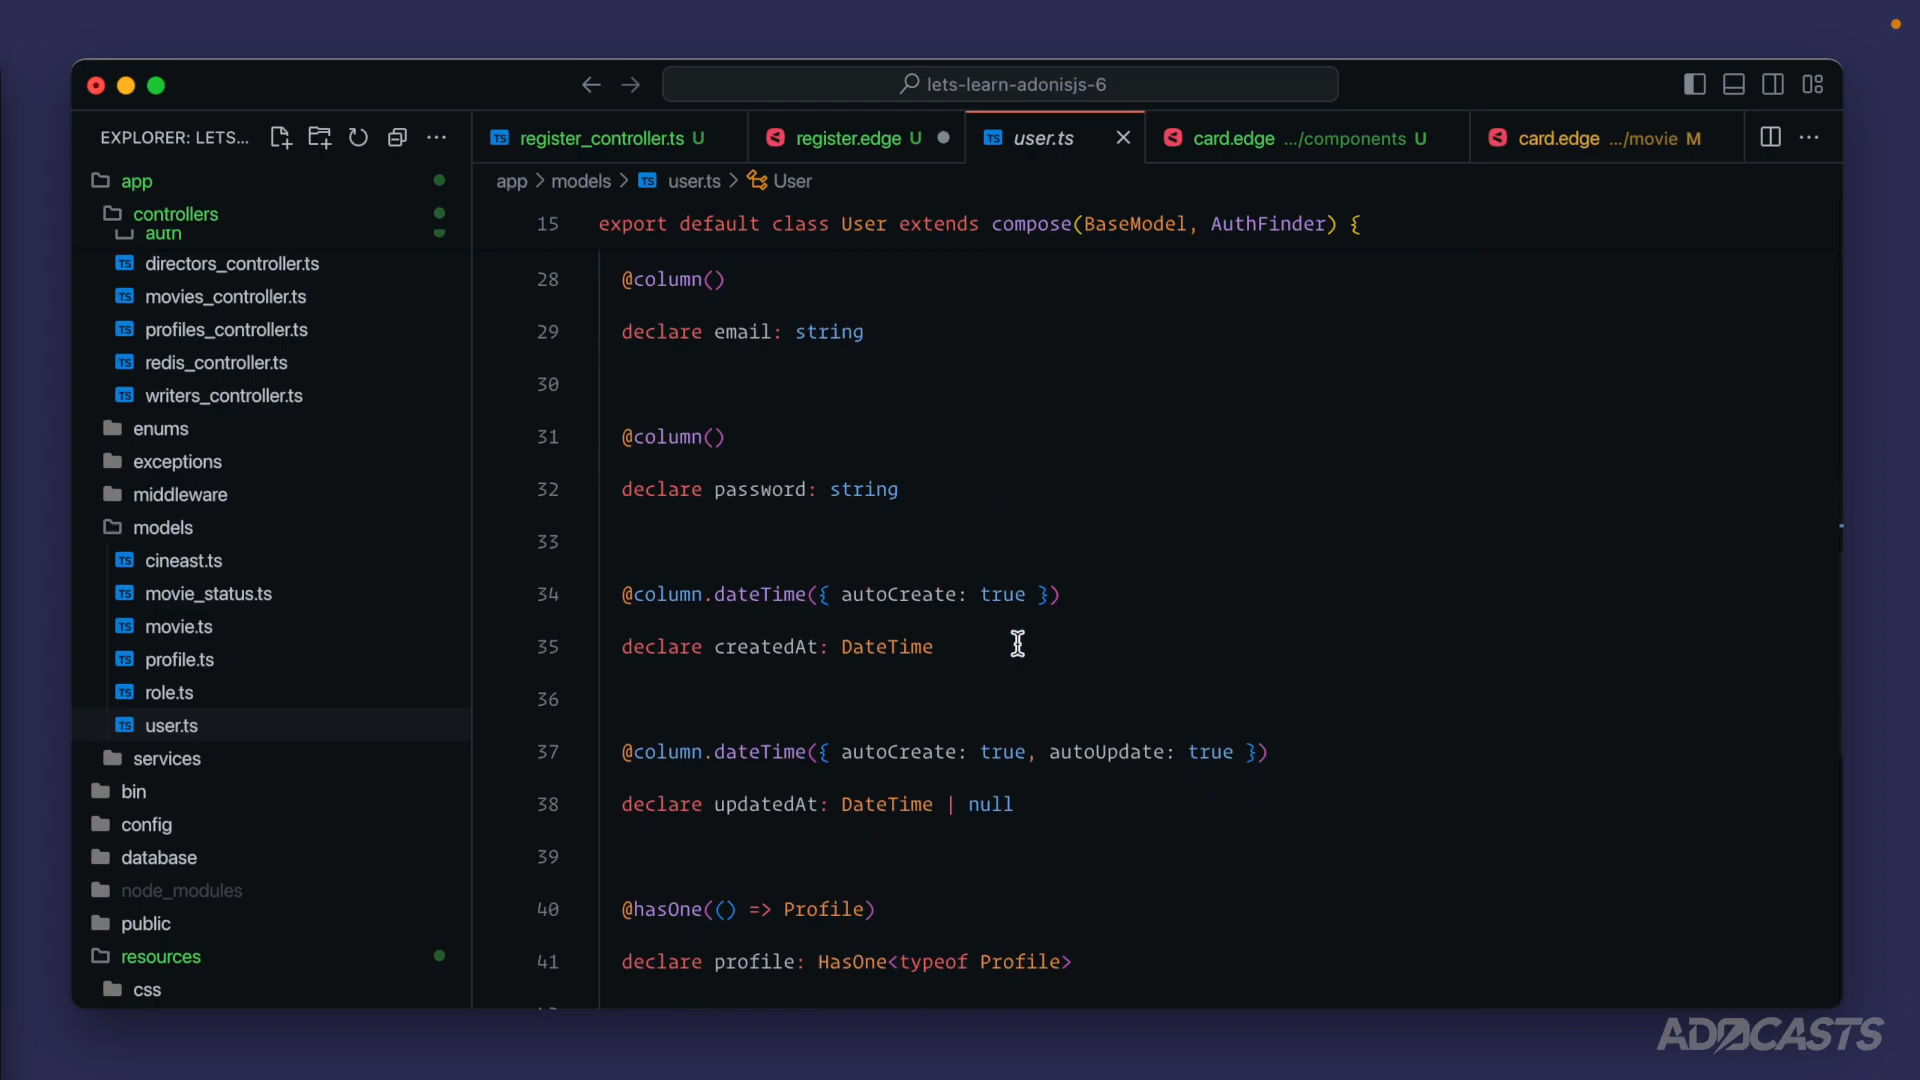 lets-learn-adonisjs-6
EXPLORER: LETS...
register_controller.ts U
register.edge U
user.ts
card.edge .../components U
card.edge .../movie M
app
controllers
auth
directors_controller.ts
movies_controller.ts
profiles_controller.ts
redis_controller.ts
writers_controller.ts
enums
exceptions
middleware
models
cineast.ts
movie_status.ts
movie.ts
profile.ts
role.ts
user.ts
services
bin
config
database
node_modules
public
resources
css
app > models > TS user.ts > User
15 export default class User extends compose(BaseModel, AuthFinder) {
28 @column()
29 declare email: string
30
31 @column()
32 declare password: string
33
34 @column.dateTime({ autoCreate: true })
35 declare createdAt: DateTime
36
37 @column.dateTime({ autoCreate: true, autoUpdate: true })
38 declare updatedAt: DateTime | null
39
40 @hasOne(() => Profile)
41 declare profile: HasOne<typeof Profile>
ADOCASTS